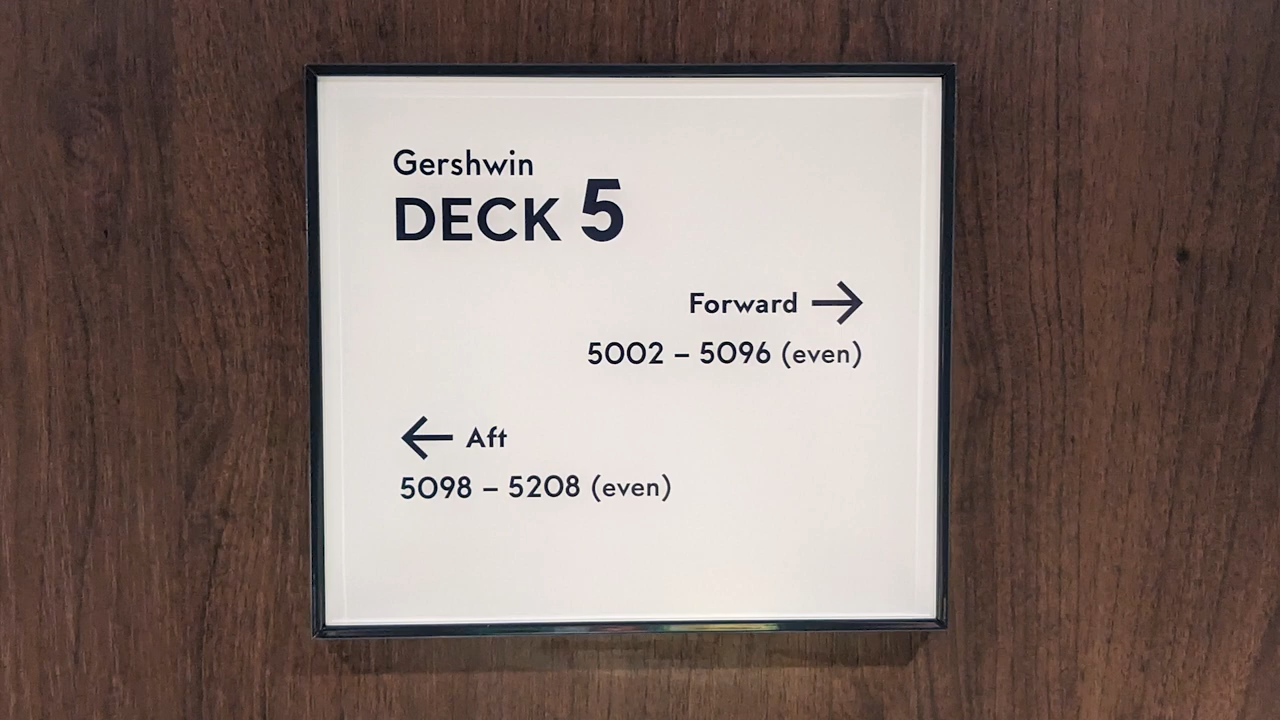 Gershwin
DECK 5
Forward →
5002 – 5096 (even)
← Aft
5098 – 5208 (even)